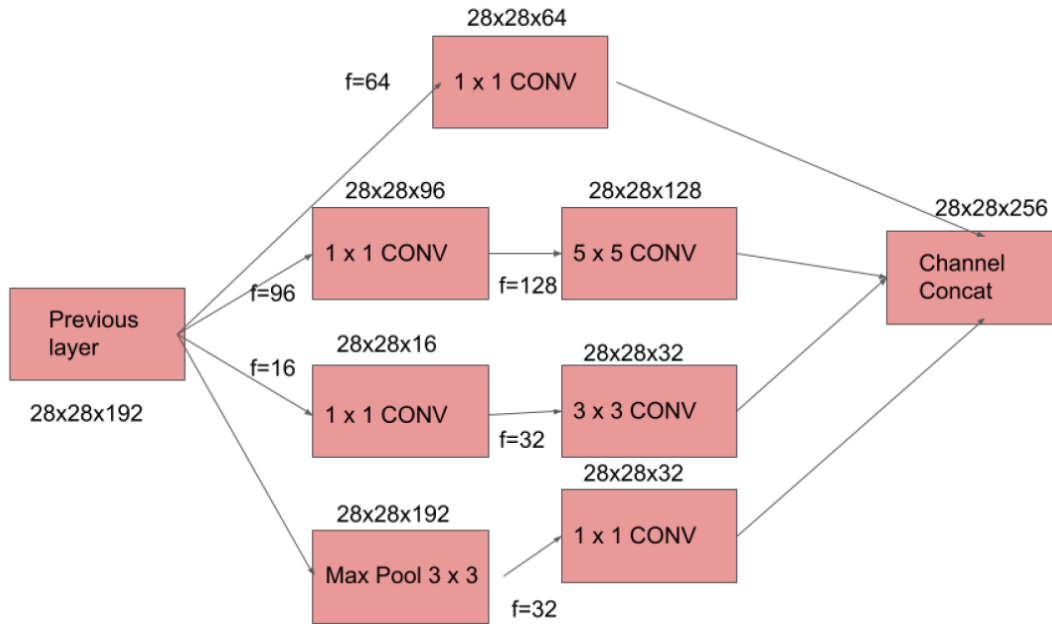 28x28x64
f=64
1 x 1 CONV
28x28x96
28x28x128
28x28x256
1 x 1 CONV
5 x 5 CONV
Channel
Concat
f=96
f=128
Previous
layer
28x28x192
28x28x16
28x28x32
f=16
1 x 1 CONV
3 x 3 CONV
f=32
28x28x32
28x28x192
1 x 1 CONV
Max Pool 3 x 3
f=32